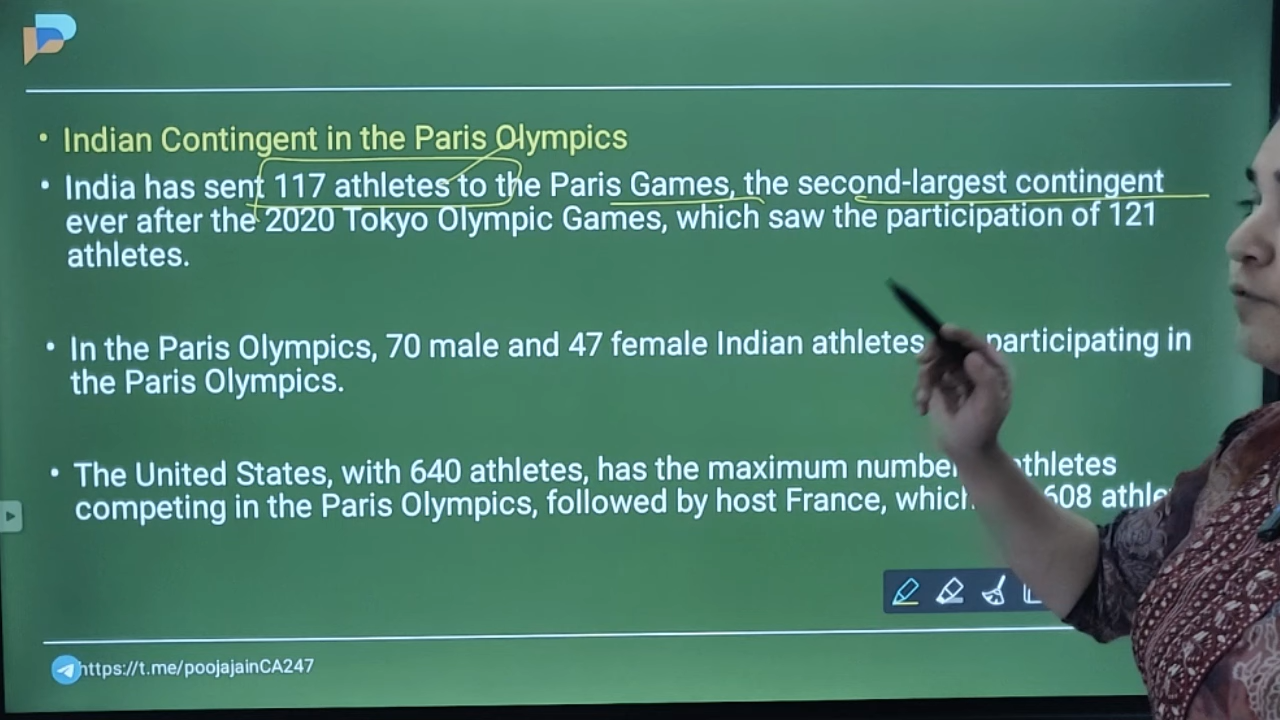 • Indian Contingent in the Paris Olympics
• India has sent 117 athletes to the Paris Games, the second-largest contingent
ever after the 2020 Tokyo Olympic Games, which saw the participation of 121
athletes.
• In the Paris Olympics, 70 male and 47 female Indian athletes participating in
the Paris Olympics.
• The United States, with 640 athletes, has the maximum number athletes
competing in the Paris Olympics, followed by host France, which 608
https://t.me/poojajainCA247